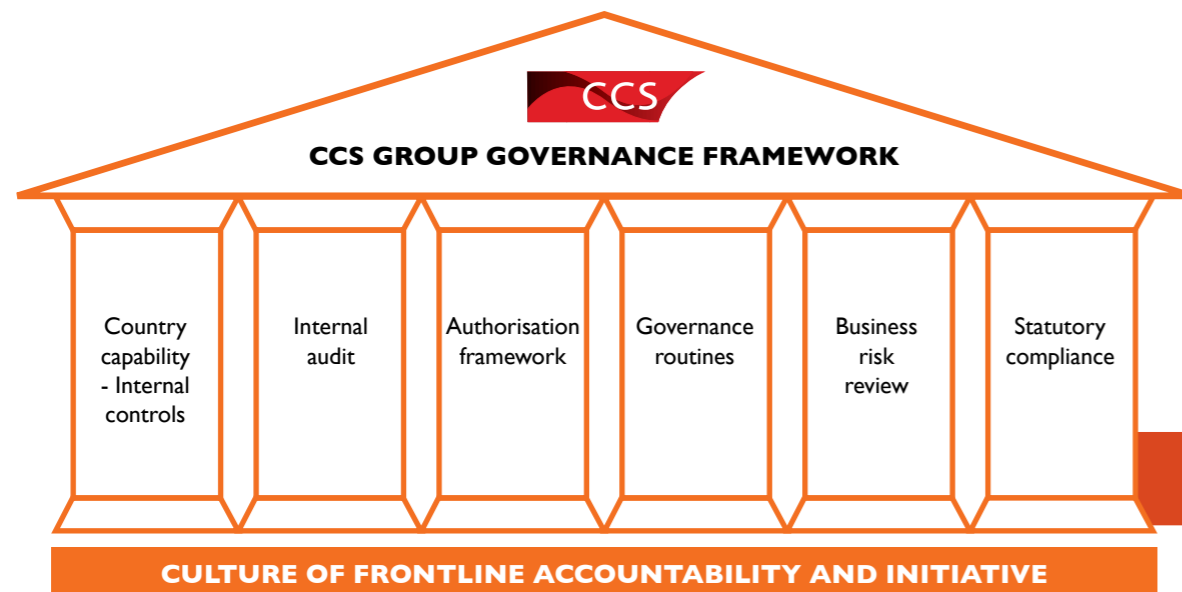 CCS
CCS GROUP GOVERNANCE FRAMEWORK
Country
capability
- Internal
controls
Internal
audit
Authorisation
framework
Governance
routines
Business
risk
review
Statutory
compliance
CULTURE OF FRONTLINE ACCOUNTABILITY AND INITIATIVE